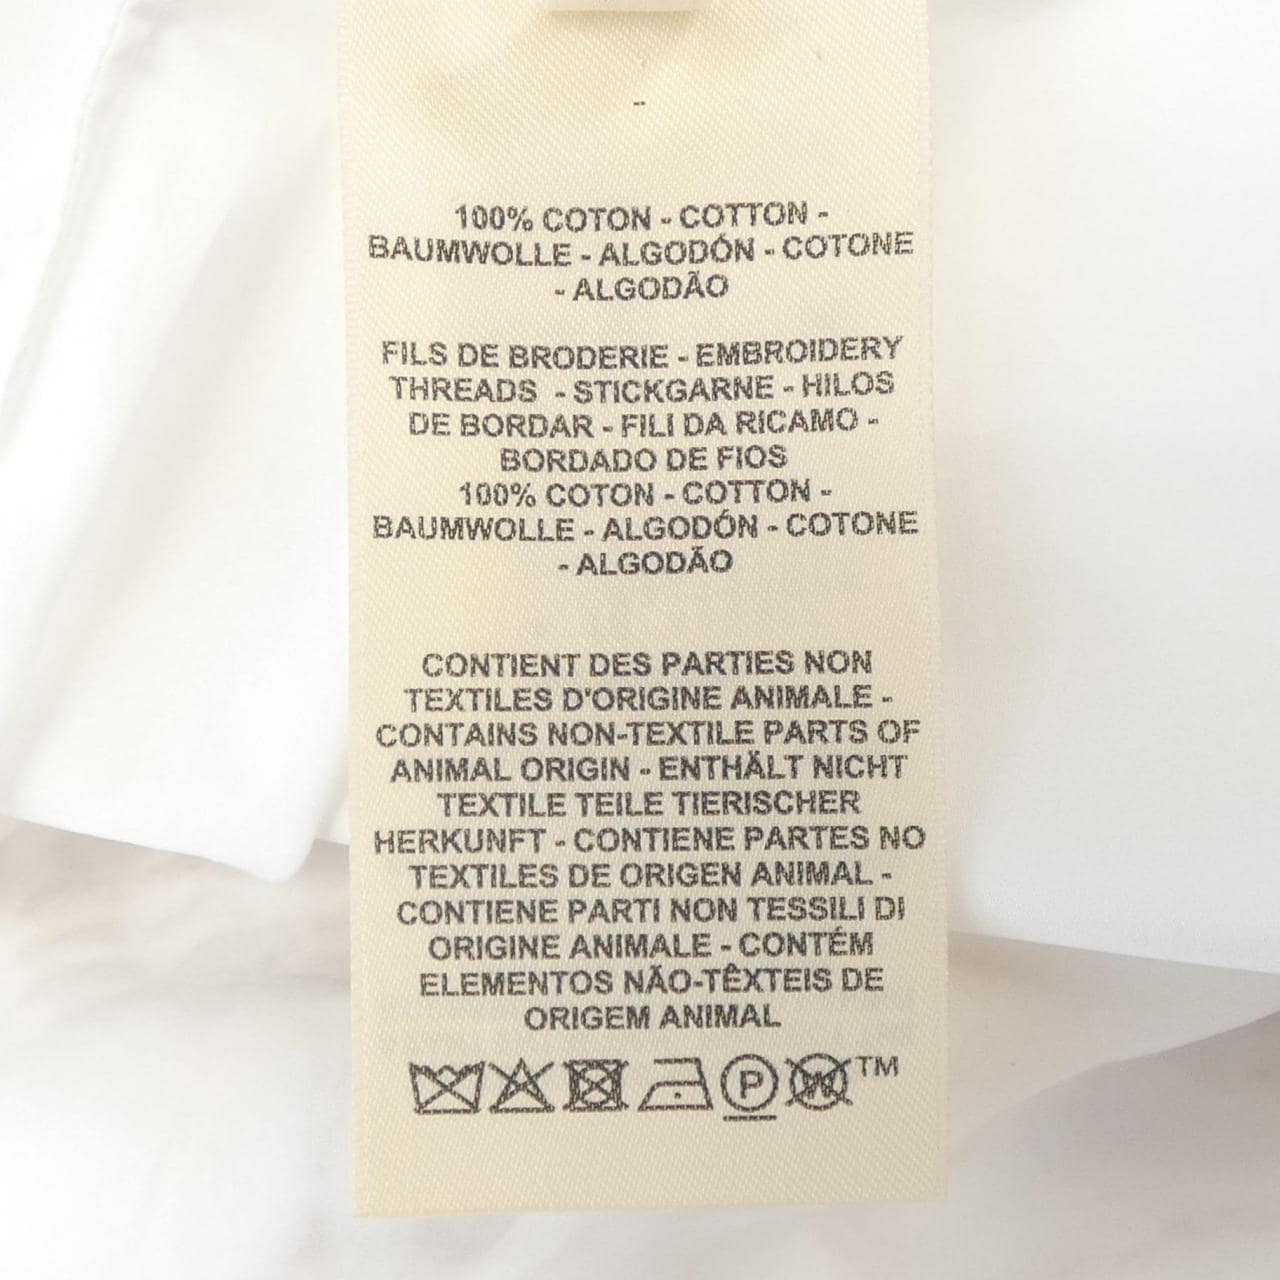 100% COTON - COTTON -
BAUMWOLLE - ALGODÓN - COTONE
- ALGODÃO
FILS DE BRODERIE - EMBROIDERY
THREADS - STICKGARNE - HILOS
DE BORDAR - FILI DA RICAMO -
BORDADO DE FIOS
100% COTON - COTTON -
BAUMWOLLE - ALGODÓN - COTONE
- ALGODÃO
CONTIENT DES PARTIES NON
TEXTILES D'ORIGINE ANIMALE -
CONTAINS NON-TEXTILE PARTS OF
ANIMAL ORIGIN - ENTHÄLT NICHT
TEXTILE TEILE TIERISCHER
HERKUNFT - CONTIENE PARTES NO
TEXTILES DE ORIGEN ANIMAL -
CONTIENE PARTI NON TESSILI DI
ORIGINE ANIMALE - CONTÉM
ELEMENTOS NÃO-TÊXTEIS DE
ORIGEM ANIMAL
P W TM